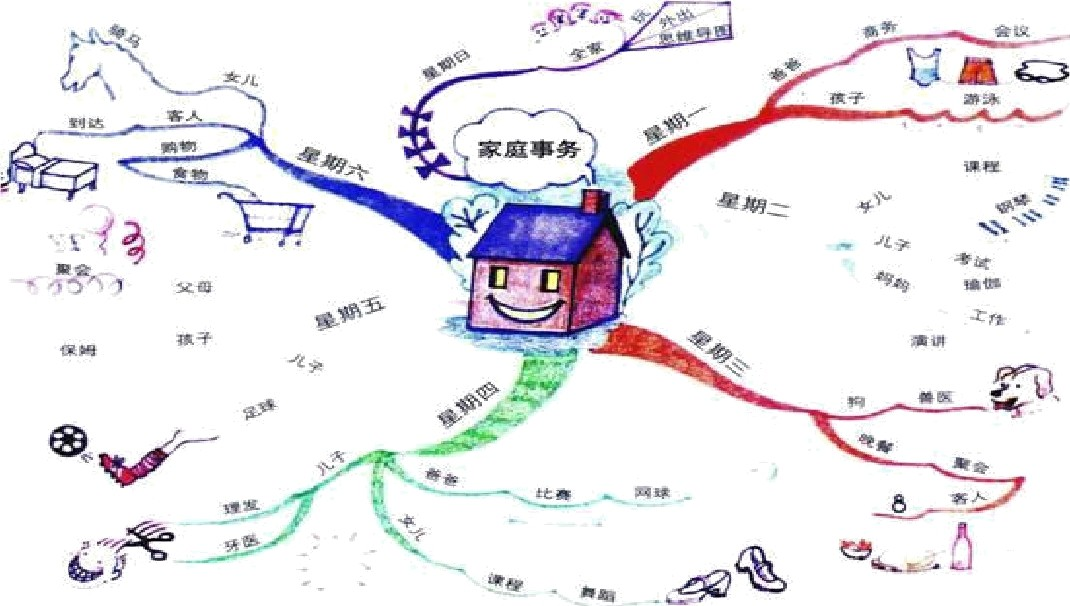 家庭事务
星期一
爸爸
商务
会议
孩子
游泳
星期二
女儿
课程
钢琴
儿子
考试
妈妈
瑜伽
工作
演讲
星期三
狗
兽医
晚餐
聚会
客人
星期四
爸爸
比赛
网球
女儿
课程
舞蹈
儿子
理发
牙医
星期五
父母
聚会
孩子
保姆
儿子
足球
星期六
女儿
骑马
客人
到达
购物
食物
星期日
全家
玩
外出
思维导图